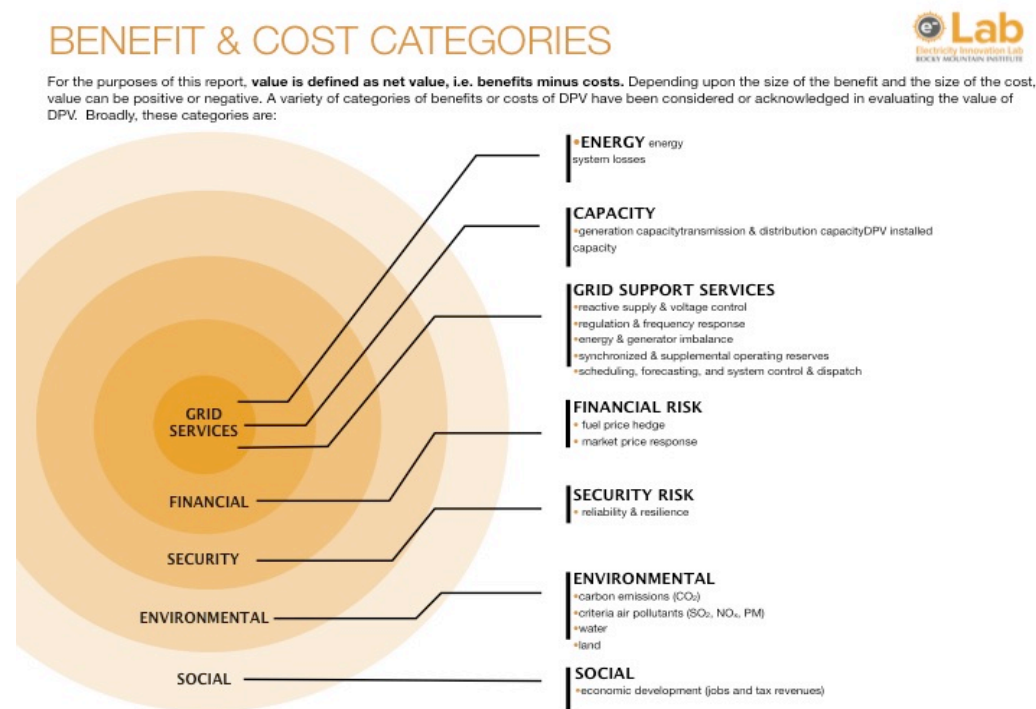 BENEFIT & COST CATEGORIES
e⁻ Lab
Electricity Innovation Lab
ROCKY MOUNTAIN INSTITUTE
For the purposes of this report, value is defined as net value, i.e. benefits minus costs. Depending upon the size of the benefit and the size of the cost,
value can be positive or negative. A variety of categories of benefits or costs of DPV have been considered or acknowledged in evaluating the value of
DPV. Broadly, these categories are:
•ENERGY energy
system losses
CAPACITY
•generation capacitytransmission & distribution capacityDPV installed
capacity
GRID SUPPORT SERVICES
•reactive supply & voltage control
•regulation & frequency response
•energy & generator imbalance
•synchronized & supplemental operating reserves
•scheduling, forecasting, and system control & dispatch
GRID
SERVICES
FINANCIAL RISK
• fuel price hedge
• market price response
FINANCIAL
SECURITY RISK
• reliability & resilience
SECURITY
ENVIRONMENTAL
•carbon emissions (CO₂)
•criteria air pollutants (SO₂, NOₓ, PM)
•water
•land
ENVIRONMENTAL
SOCIAL
•economic development (jobs and tax revenues)
SOCIAL